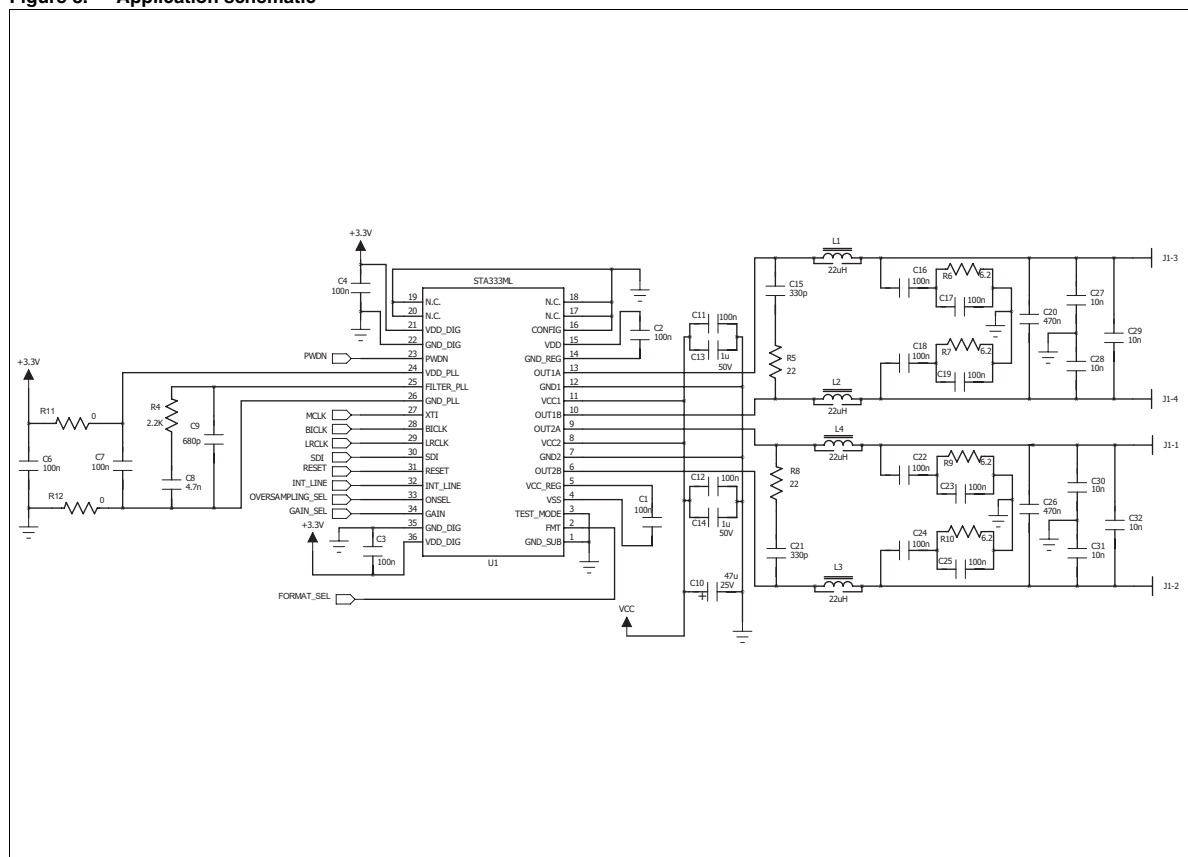 Figure 8. Application schematic
+3.3V
C4
100n
STA333ML
19 N.C.
20 N.C.
21 VDD_DIG
22 GND_DIG
23 PWDN
24 VDD_PLL
25 FILTER_PLL
26 GND_PLL
27 XTI
28 BICLK
29 LRCLK
30 SDI
31 RESET
32 INT_LINE
33 ONSEL
34 GAIN
35 GND_DIG
36 VDD_DIG
N.C. 18
N.C. 17
CONFIG 16
VDD 15
GND_REG 14
OUT1A 13
GND1 12
VCC1 11
OUT1B 10
OUT2A 9
VCC2 8
GND2 7
OUT2B 6
VCC_REG 5
VSS 4
TEST_MODE 3
FMT 2
GND_SUB 1
U1
PWDN
MCLK
BICLK
LRCLK
SDI
RESET
INT_LINE
OVERSAMPLING_SEL
GAIN_SEL
+3.3V
C3
100n
FORMAT_SEL
+3.3V
R11 0
C6
100n
C7
100n
R12 0
R4
2.2K
C9
680p
C8
4.7n
C2
100n
C1
100n
C11 100n
C13 1u
50V
C12 100n
C14 1u
50V
C10 47u
25V
VCC
C15
330p
R5
22
R8
22
C21
330p
L1
22uH
L2
22uH
L4
22uH
L3
22uH
C16
100n
R6 6.2
C17 100n
C18
100n
R7 6.2
C19 100n
C20
470n
C27
10n
C28
10n
C29
10n
J1-3
J1-4
C22
100n
R9 6.2
C23 100n
C24
100n
R10 6.2
C25 100n
C26
470n
C30
10n
C31
10n
C32
10n
J1-1
J1-2